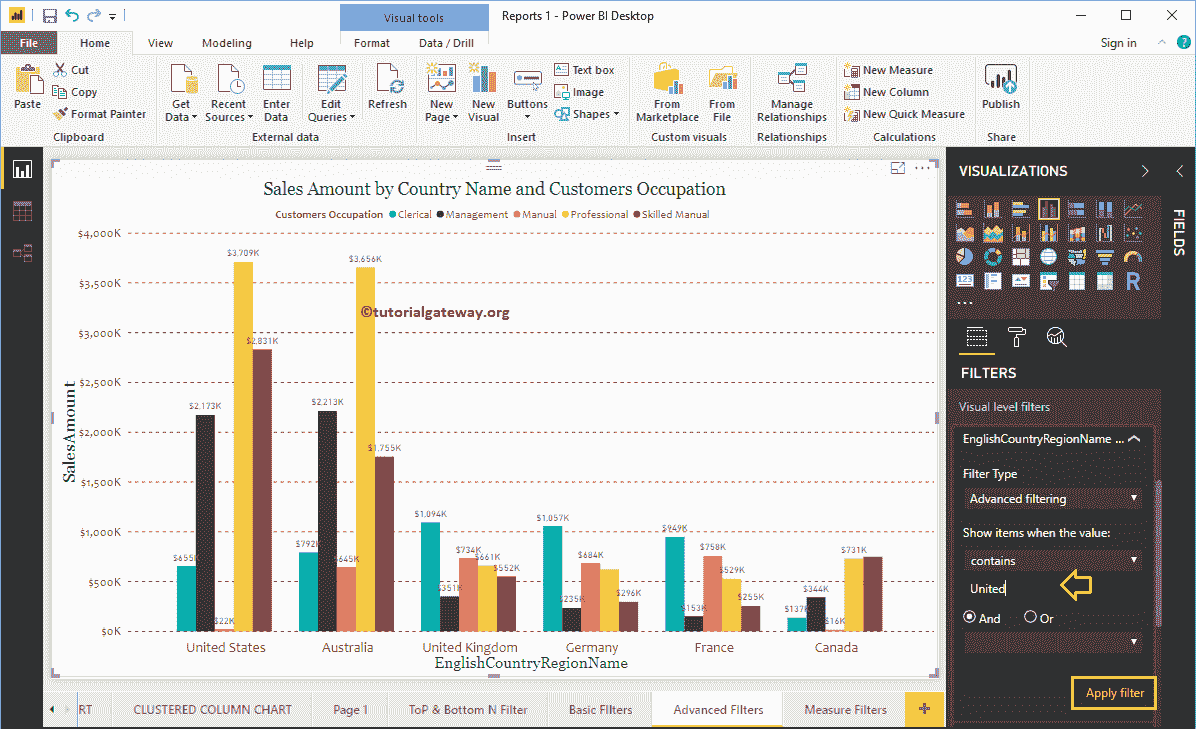 Visual tools
Reports 1 - Power BI Desktop
File Home View Modeling Help Format Data / Drill Sign in ?
Paste
Cut
Copy
Format Painter
Clipboard
Get Data
Recent Sources
Enter Data
Edit Queries
External data
Refresh
New Page
New Visual
Buttons
Text box
Image
Shapes
Insert
From Marketplace
From File
Custom visuals
Manage Relationships
Relationships
New Measure
New Column
New Quick Measure
Calculations
Publish
Share
Sales Amount by Country Name and Customers Occupation
Customers Occupation Clerical Management Manual Professional Skilled Manual
SalesAmount
$4,000K
$3,500K
$3,000K
$2,500K
$2,000K
$1,500K
$1,000K
$500K
$0K
©tutorialgateway.org
$655K $2,173K $22K $3,709K $2,831K
$792K $2,213K $645K $3,656K $1,755K
$1,094K $351K $734K $661K $552K
$1,057K $235K $684K $296K
$949K $153K $758K $529K $255K
$137K $344K $16K $731K
United States Australia United Kingdom Germany France Canada
EnglishCountryRegionName
RT CLUSTERED COLUMN CHART Page 1 ToP & Bottom N Filter Basic FIlters Advanced FIlters Measure Filters +
VISUALIZATIONS
FIELDS
123
R
FILTERS
Visual level filters
EnglishCountryRegionName ...
Filter Type
Advanced filtering
Show items when the value:
contains
United
And Or
Apply filter